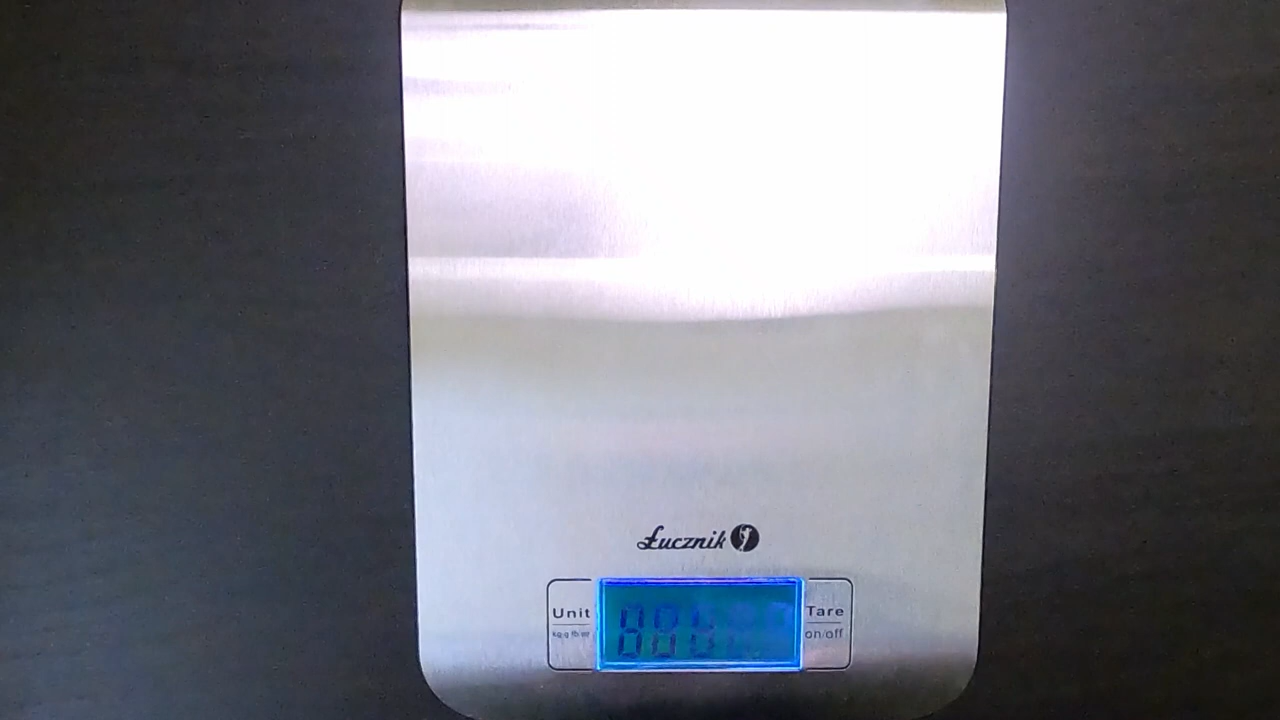 Łucznik
Unit
kg·g lb:oz
Tare
on/off